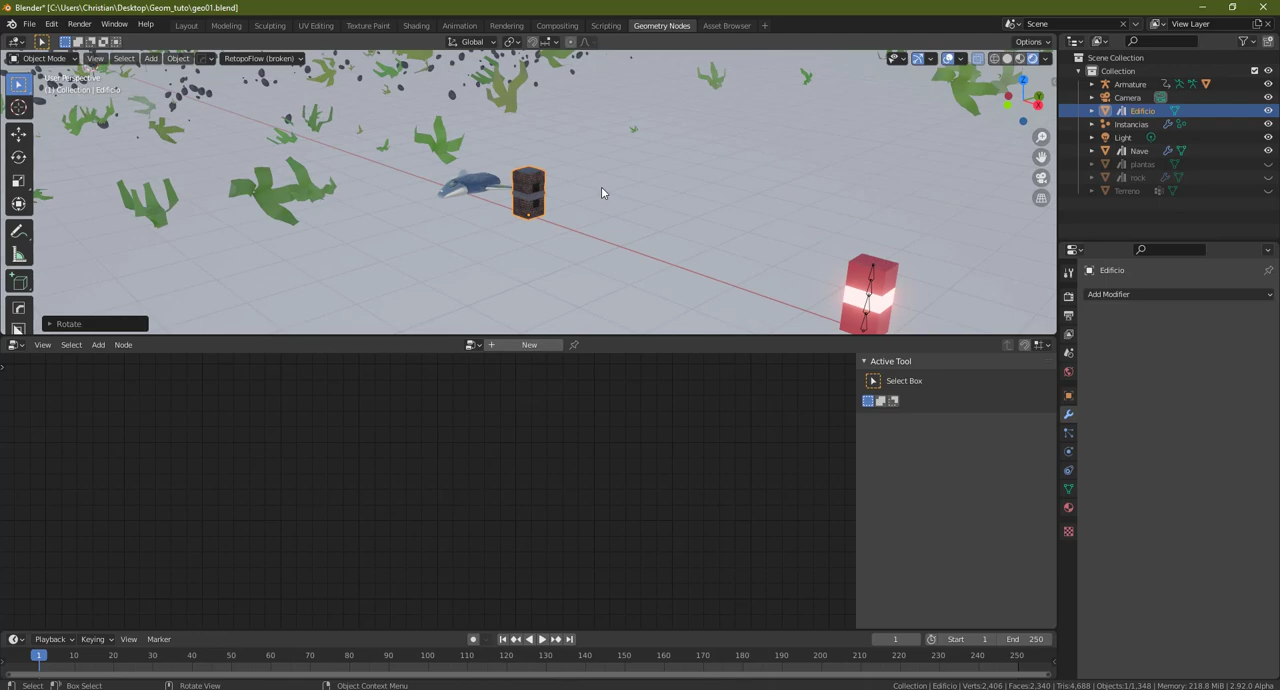 Blender* [C:\Users\Christian\Desktop\Geom_tuto\geo01.blend]
File Edit Render Window Help Layout Modeling Sculpting UV Editing Texture Paint Shading Animation Rendering Compositing Scripting Geometry Nodes Asset Browser + Scene View Layer
Global Options
Object Mode View Select Add Object RetopoFlow (broken)
User Perspective
(1) Collection | Edificio
Z
Y
X
Rotate
Scene Collection
Collection
Armature
Camera
Edificio
Instancias
Light
Nave
plantas
rock
Terreno
Edificio
Add Modifier
View Select Add Node + New
Active Tool
Select Box
Playback Keying View Marker 1 Start 1 End 250
1 10 20 30 40 50 60 70 80 90 100 110 120 130 140 150 160 170 180 190 200 210 220 230 240 250
Select Box Select Rotate View Object Context Menu Collection | Edificio | Verts:2,406 | Faces:2,340 | Tris:4,688 | Objects:1/1,348 | Memory: 218.8 MiB | 2.92.0 Alpha